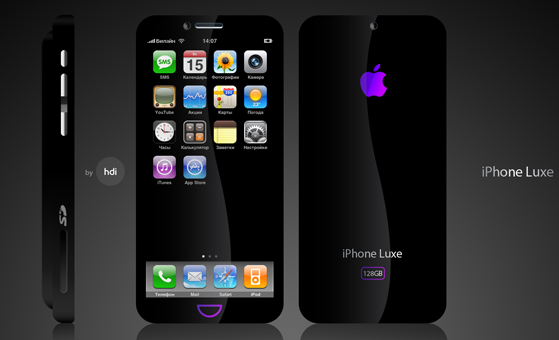 by hdi
Билайн 14:07
SMS Календарь Фотографии Камера
15
YouTube Акции Карты Погода
Часы Калькулятор Заметки Настройки
iTunes App Store
Телефон Mail Safari iPod
iPhone Luxe
128GB
iPhone Luxe